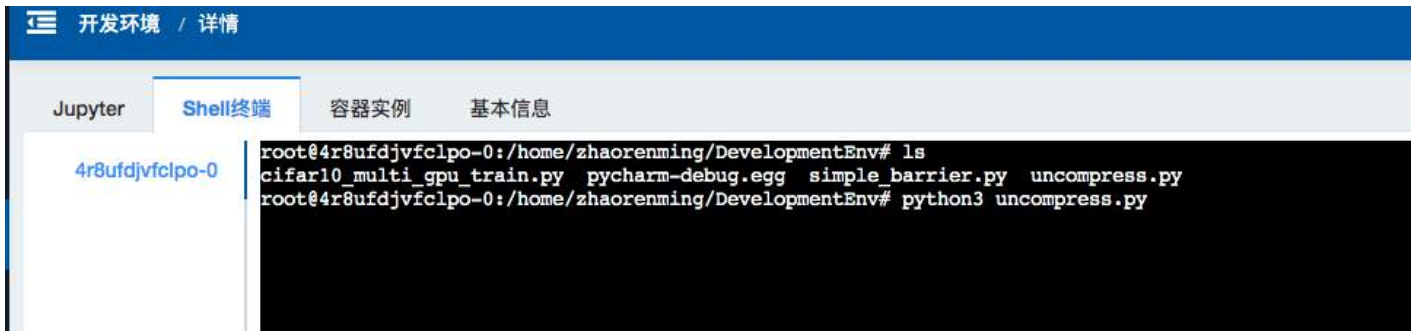 开发环境 / 详情
Jupyter Shell终端 容器实例 基本信息
4r8ufdjvfclpo-0
root@4r8ufdjvfclpo-0:/home/zhaorenming/DevelopmentEnv# ls
cifar10_multi_gpu_train.py pycharm-debug.egg simple_barrier.py uncompress.py
root@4r8ufdjvfclpo-0:/home/zhaorenming/DevelopmentEnv# python3 uncompress.py